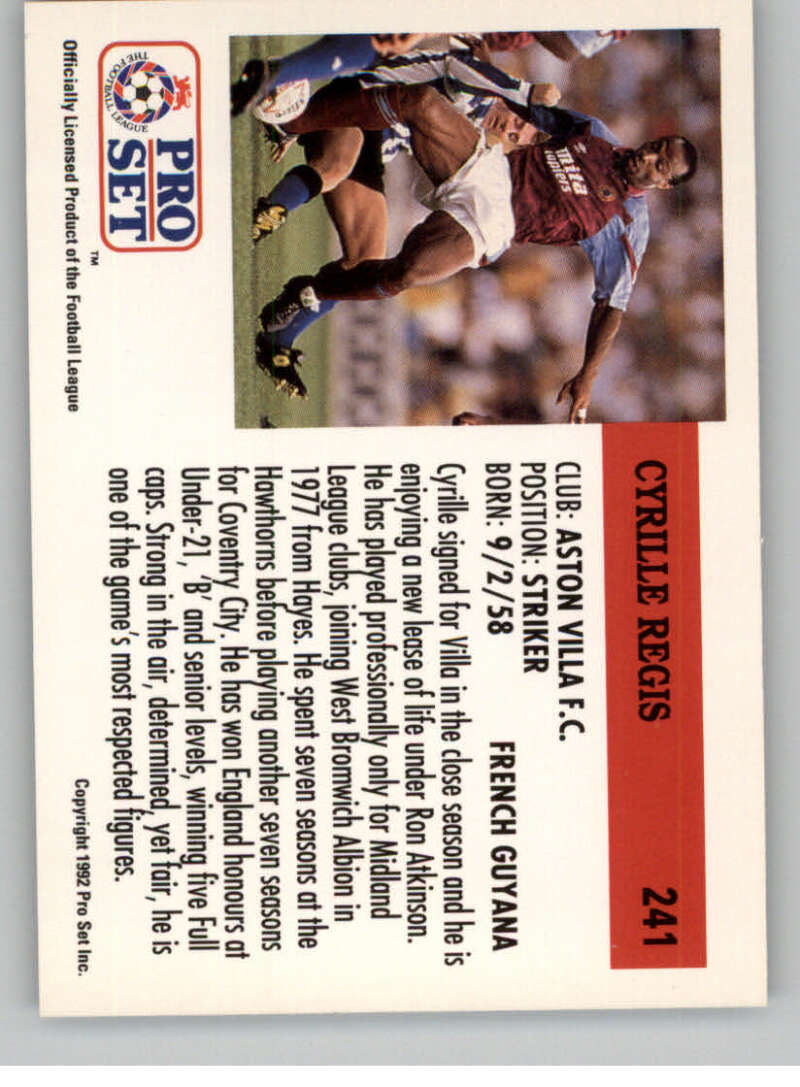 CYRILLE REGIS 241
CLUB: ASTON VILLA F.C.
POSITION: STRIKER
BORN: 9/2/58 FRENCH GUYANA
Cyrille signed for Villa in the close season and he is
enjoying a new lease of life under Ron Atkinson.
He has played professionally only for Midland
League clubs, joining West Bromwich Albion in
1977 from Hayes. He spent seven seasons at the
Hawthorns before playing another seven seasons
for Coventry City. He has won England honours at
Under-21, 'B' and senior levels, winning five Full
caps. Strong in the air, determined, yet fair, he is
one of the game's most respected figures.
Copyright 1992 Pro Set Inc.
mita
copiers
THE FOOTBALL LEAGUE
PRO
SET
TM
Officially Licensed Product of the Football League